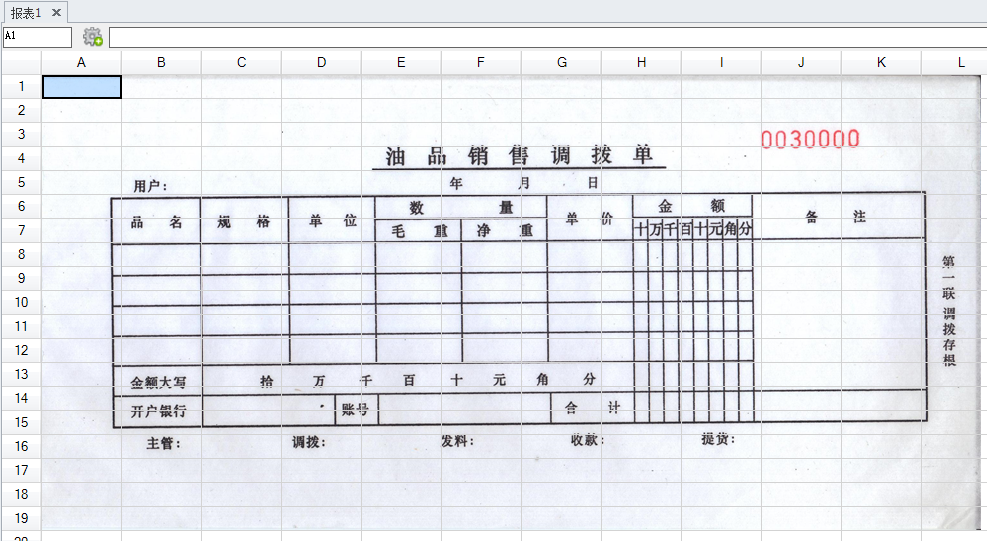 报表1
A1
A B C D E F G H I J K L
1
2
3 0030000
4 油品销售调拨单
5 用户： 年 月 日
6 品名 规格 单位 数量 单价 金额 备注
7 毛重 净重 十万千百十元角分
8
9
10
11
12
第一联 调拨存根
13 金额大写 拾 万 千 百 十 元 角 分
14
开户银行 账号 合计
15
16 主管： 调拨： 发料： 收款： 提货：
17
18
19
20